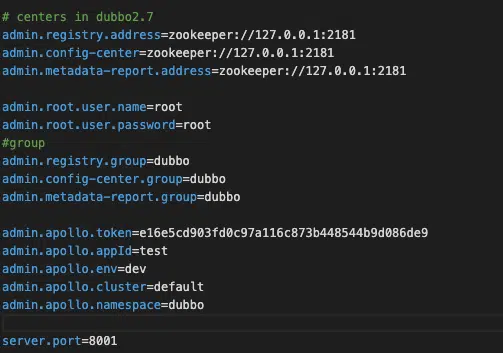 # centers in dubbo2.7
admin.registry.address=zookeeper://127.0.0.1:2181
admin.config-center=zookeeper://127.0.0.1:2181
admin.metadata-report.address=zookeeper://127.0.0.1:2181
admin.root.user.name=root
admin.root.user.password=root
#group
admin.registry.group=dubbo
admin.config-center.group=dubbo
admin.metadata-report.group=dubbo
admin.apollo.token=e16e5cd903fd0c97a116c873b448544b9d086de9
admin.apollo.appId=test
admin.apollo.env=dev
admin.apollo.cluster=default
admin.apollo.namespace=dubbo
server.port=8001